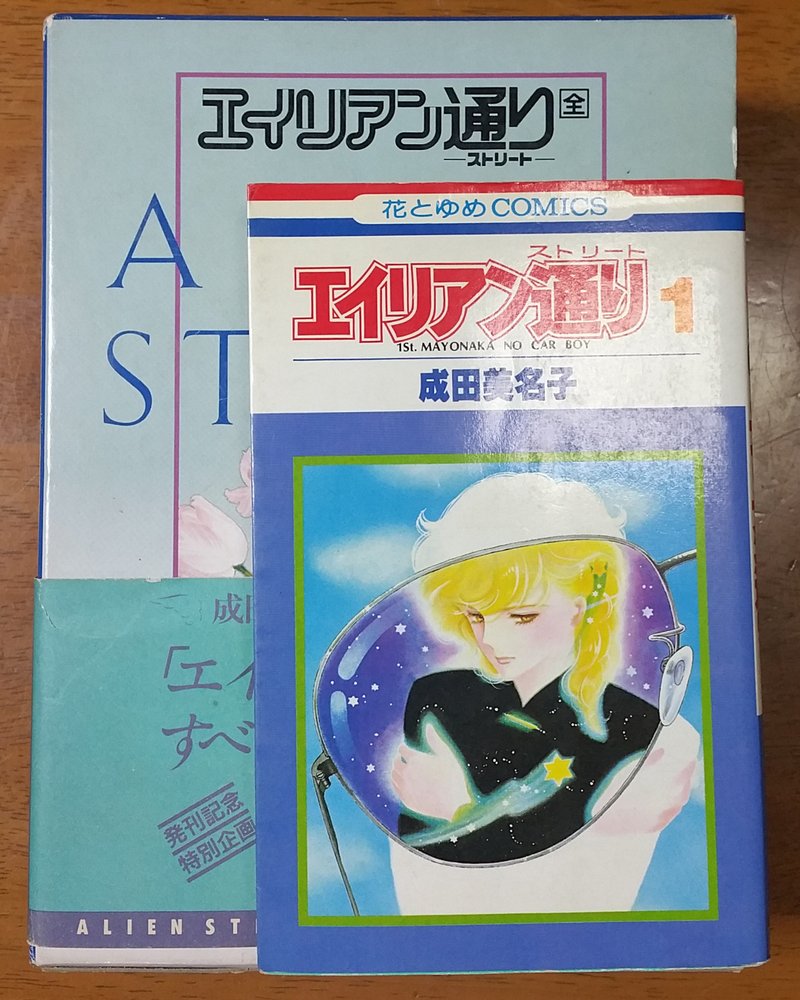 エイリアン通り 全
ーストリートー
A
ST
成
「エイ
すべ
発刊記念
特別企画
ALIEN ST
花とゆめCOMICS
ストリート
エイリアン通り 1
1St. MAYONAKA NO CAR BOY
成田美名子